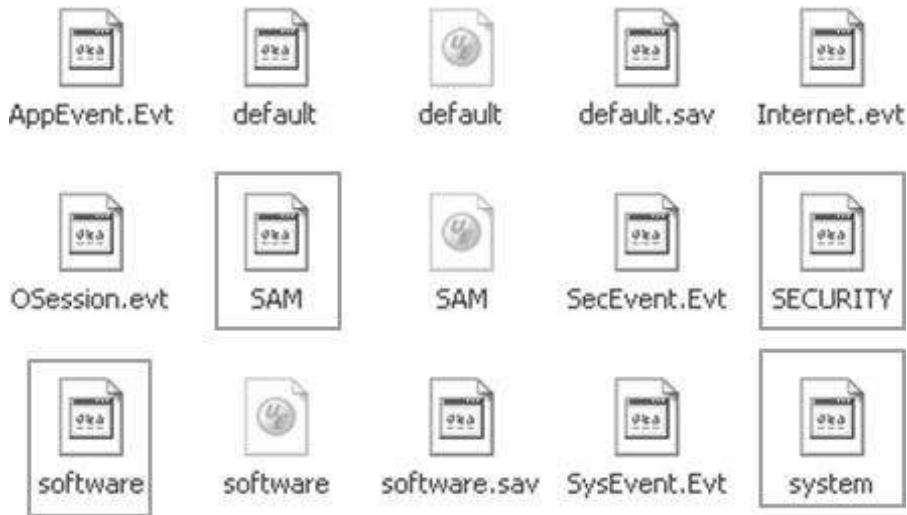 AppEvent.Evt
default
default
default.sav
Internet.evt
OSession.evt
SAM
SAM
SecEvent.Evt
SECURITY
software
software
software.sav
SysEvent.Evt
system